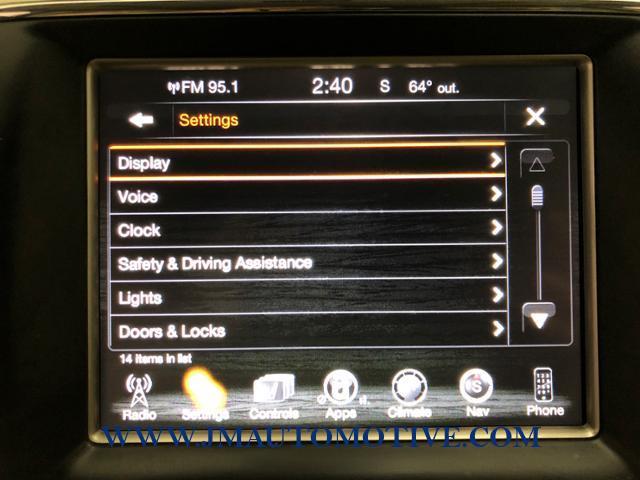 FM 95.1 2:40 S 64° out.
Settings
Display
Voice
Clock
Safety & Driving Assistance
Lights
Doors & Locks
14 items in list
Radio Settings Controls Apps Climate Nav Phone
WWW.JMAUTOMOTIVE.COM